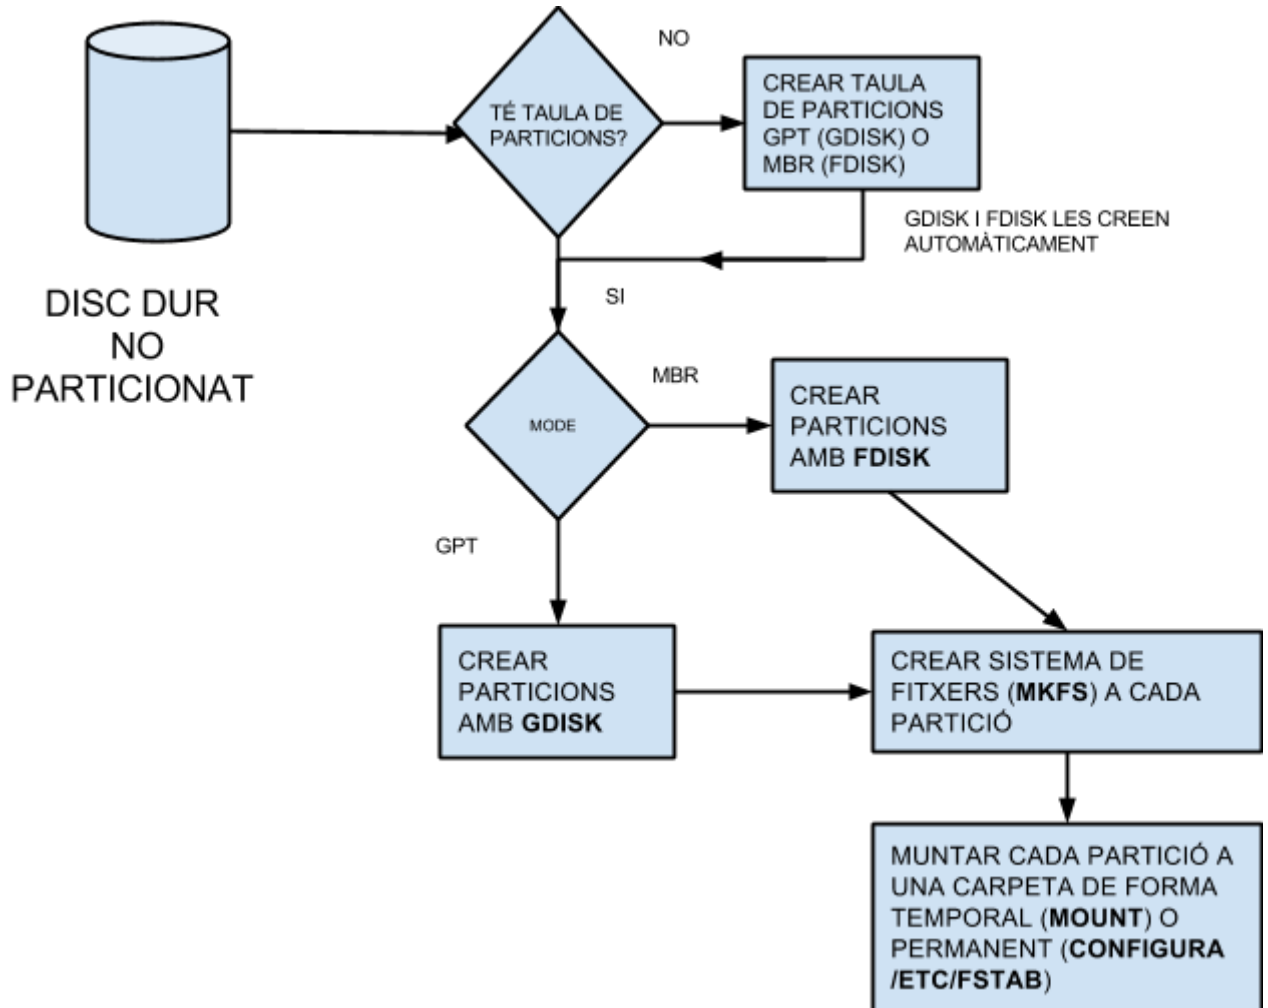 DISC DUR
NO
PARTICIONAT
TÉ TAULA DE
PARTICIONS?
NO
CREAR TAULA
DE PARTICIONS
GPT (GDISK) O
MBR (FDISK)
GDISK I FDISK LES CREEN
AUTOMÀTICAMENT
SI
MODE
MBR
CREAR
PARTICIONS
AMB FDISK
GPT
CREAR
PARTICIONS
AMB GDISK
CREAR SISTEMA DE
FITXERS (MKFS) A CADA
PARTICIÓ
MUNTAR CADA PARTICIÓ A
UNA CARPETA DE FORMA
TEMPORAL (MOUNT) O
PERMANENT (CONFIGURA
/ETC/FSTAB)